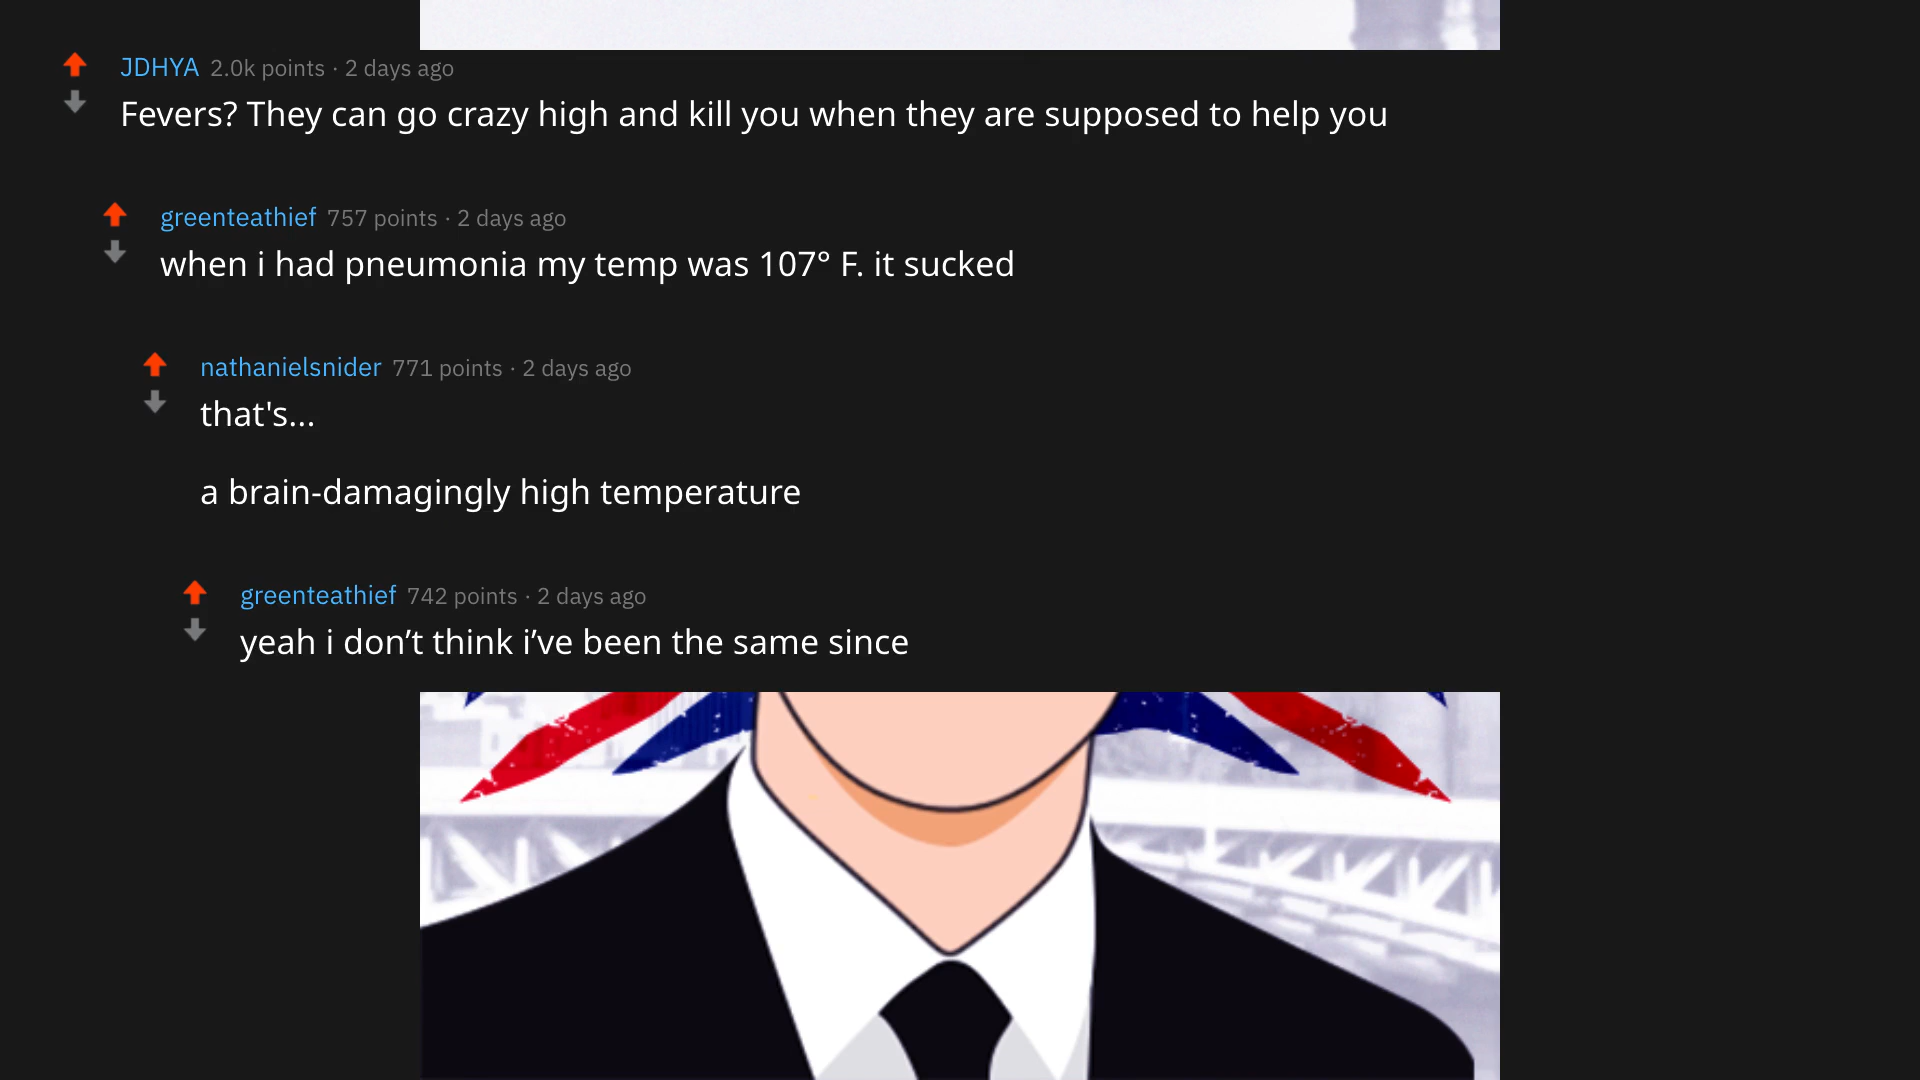 JDHYA 2.0k points · 2 days ago
Fevers? They can go crazy high and kill you when they are supposed to help you
greenteathief 757 points · 2 days ago
when i had pneumonia my temp was 107° F. it sucked
nathanielsnider 771 points · 2 days ago
that's...
a brain-damagingly high temperature
greenteathief 742 points · 2 days ago
yeah i don’t think i’ve been the same since